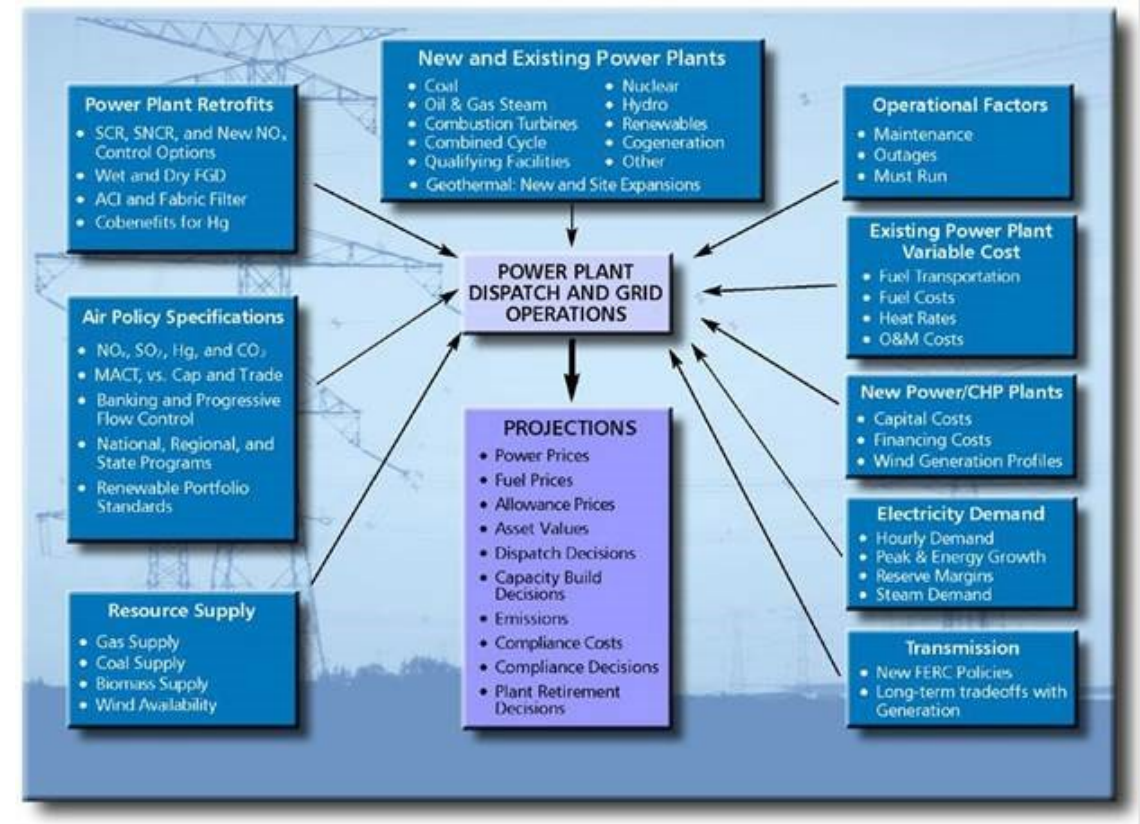 New and Existing Power Plants
• Coal
• Oil & Gas Steam
• Combustion Turbines
• Combined Cycle
• Qualifying Facilities
• Nuclear
• Hydro
• Renewables
• Cogeneration
• Other
• Geothermal: New and Site Expansions
Power Plant Retrofits
• SCR, SNCR, and New NOₓ
Control Options
• Wet and Dry FGD
• ACI and Fabric Filter
• Cobenefits for Hg
Air Policy Specifications
• NOₓ, SO₂, Hg, and CO₂
• MACT, vs. Cap and Trade
• Banking and Progressive
Flow Control
• National, Regional, and
State Programs
• Renewable Portfolio
Standards
Resource Supply
• Gas Supply
• Coal Supply
• Biomass Supply
• Wind Availability
POWER PLANT
DISPATCH AND GRID
OPERATIONS
PROJECTIONS
• Power Prices
• Fuel Prices
• Allowance Prices
• Asset Values
• Dispatch Decisions
• Capacity Build
Decisions
• Emissions
• Compliance Costs
• Compliance Decisions
• Plant Retirement
Decisions
Operational Factors
• Maintenance
• Outages
• Must Run
Existing Power Plant
Variable Cost
• Fuel Transportation
• Fuel Costs
• Heat Rates
• O&M Costs
New Power/CHP Plants
• Capital Costs
• Financing Costs
• Wind Generation Profiles
Electricity Demand
• Hourly Demand
• Peak & Energy Growth
• Reserve Margins
• Steam Demand
Transmission
• New FERC Policies
• Long-term tradeoffs with
Generation